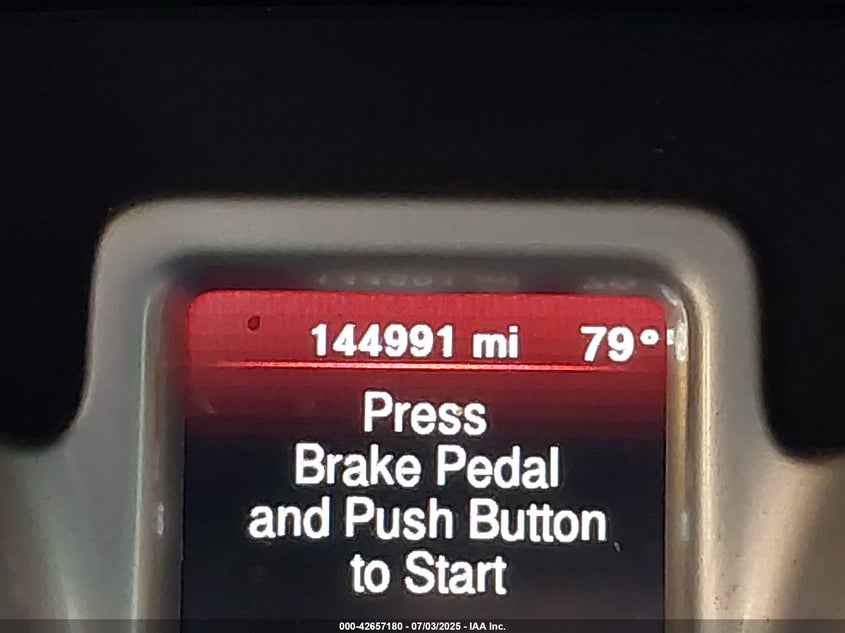 144991 mi 79°
Press
Brake Pedal
and Push Button
to Start
000-42657180 - 07/03/2025 - IAA Inc.